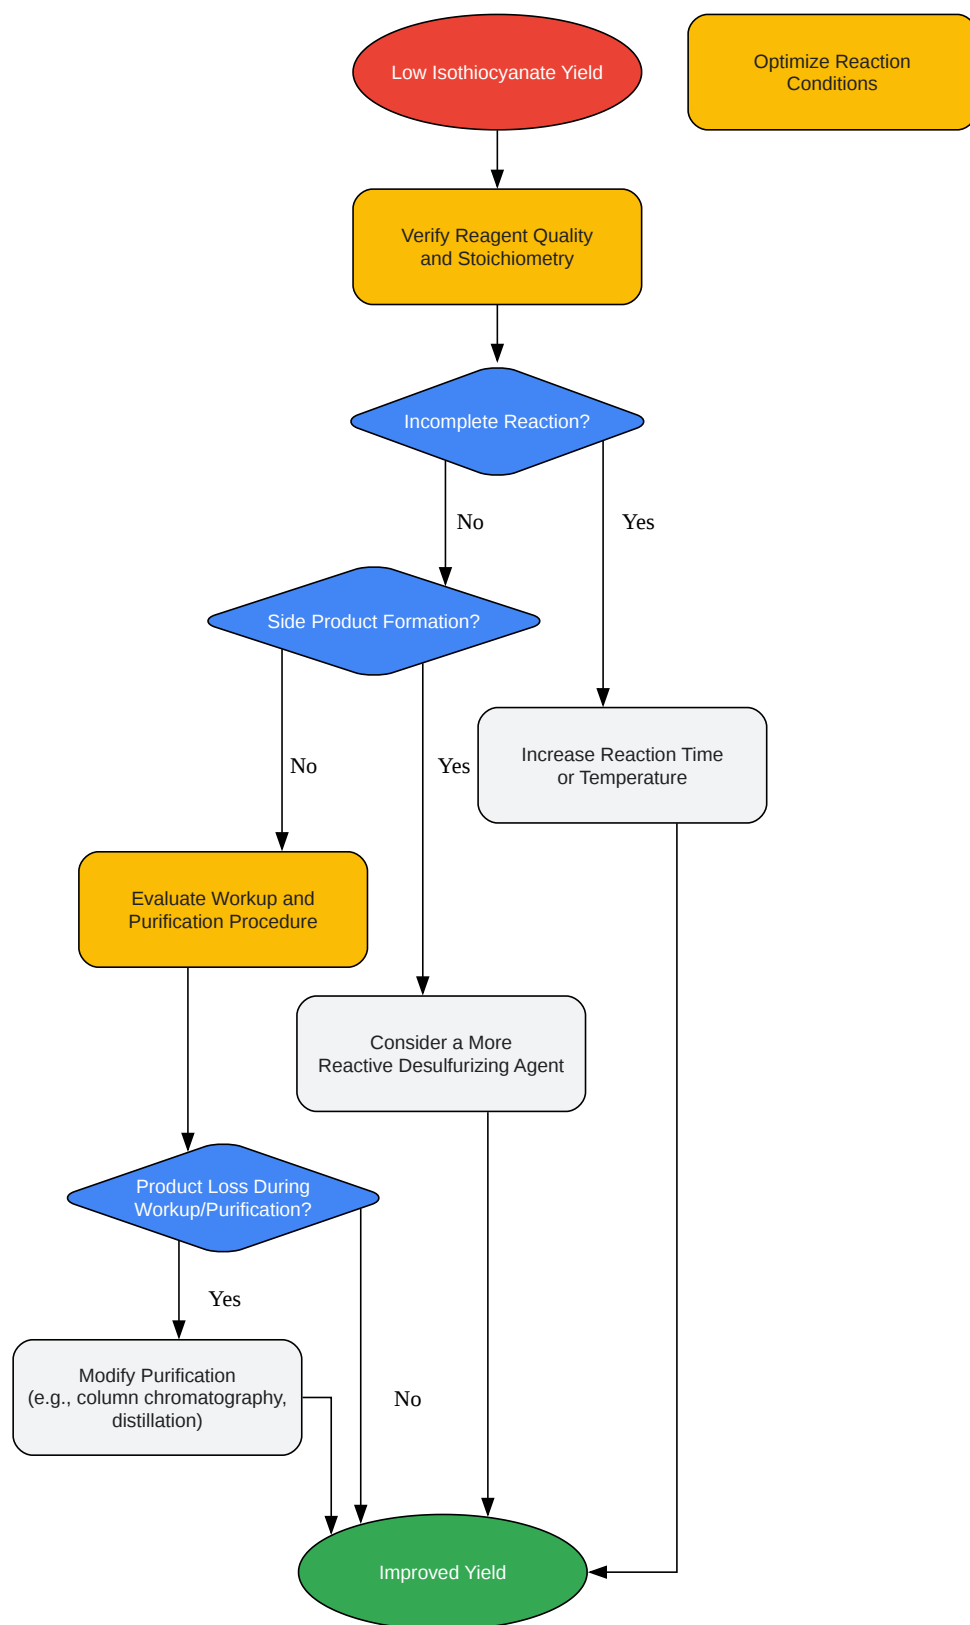 Low Isothiocyanate Yield
Optimize Reaction
Conditions
Verify Reagent Quality
and Stoichiometry
Incomplete Reaction?
No
Yes
Side Product Formation?
No
Yes
Increase Reaction Time
or Temperature
Evaluate Workup and
Purification Procedure
Consider a More
Reactive Desulfurizing Agent
Product Loss During
Workup/Purification?
Yes
Modify Purification
(e.g., column chromatography,
distillation)
No
Improved Yield